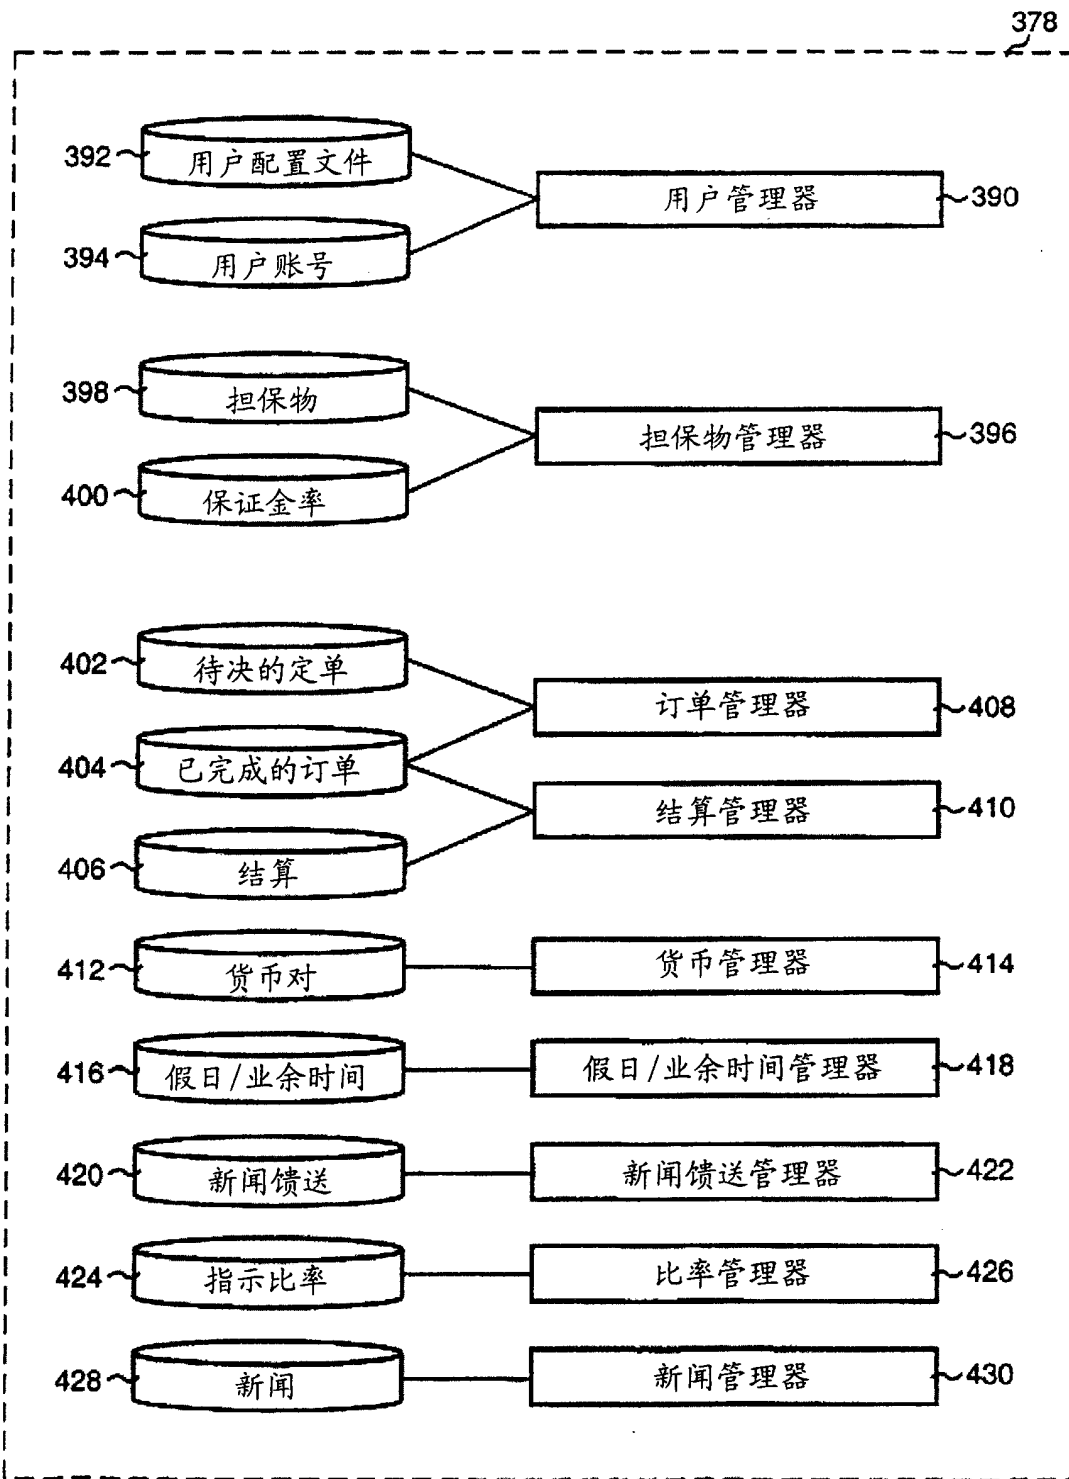 378
392 用户配置文件
用户管理器 390
394 用户账号
398 担保物
担保物管理器 396
400 保证金率
402 待决的定单
订单管理器 408
404 已完成的订单
结算管理器 410
406 结算
412 货币对 货币管理器 414
416 假日/业余时间 假日/业余时间管理器 418
420 新闻馈送 新闻馈送管理器 422
424 指示比率 比率管理器 426
428 新闻 新闻管理器 430